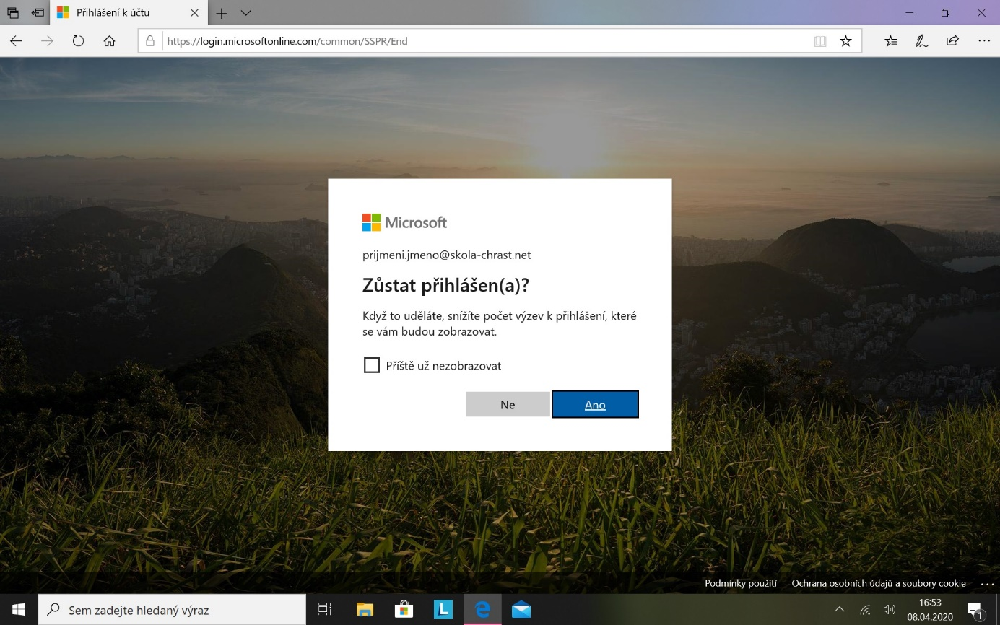 Přihlášení k účtu
https://login.microsoftonline.com/common/SSPR/End
Microsoft
prijmeni.jmeno@skola-chrast.net
Zůstat přihlášen(a)?
Když to uděláte, snížíte počet výzev k přihlášení, které
se vám budou zobrazovat.
Příště už nezobrazovat
Ne
Ano
Podmínky použití
Ochrana osobních údajů a soubory cookie
Sem zadejte hledaný výraz
L
16:53
08.04.2020
1